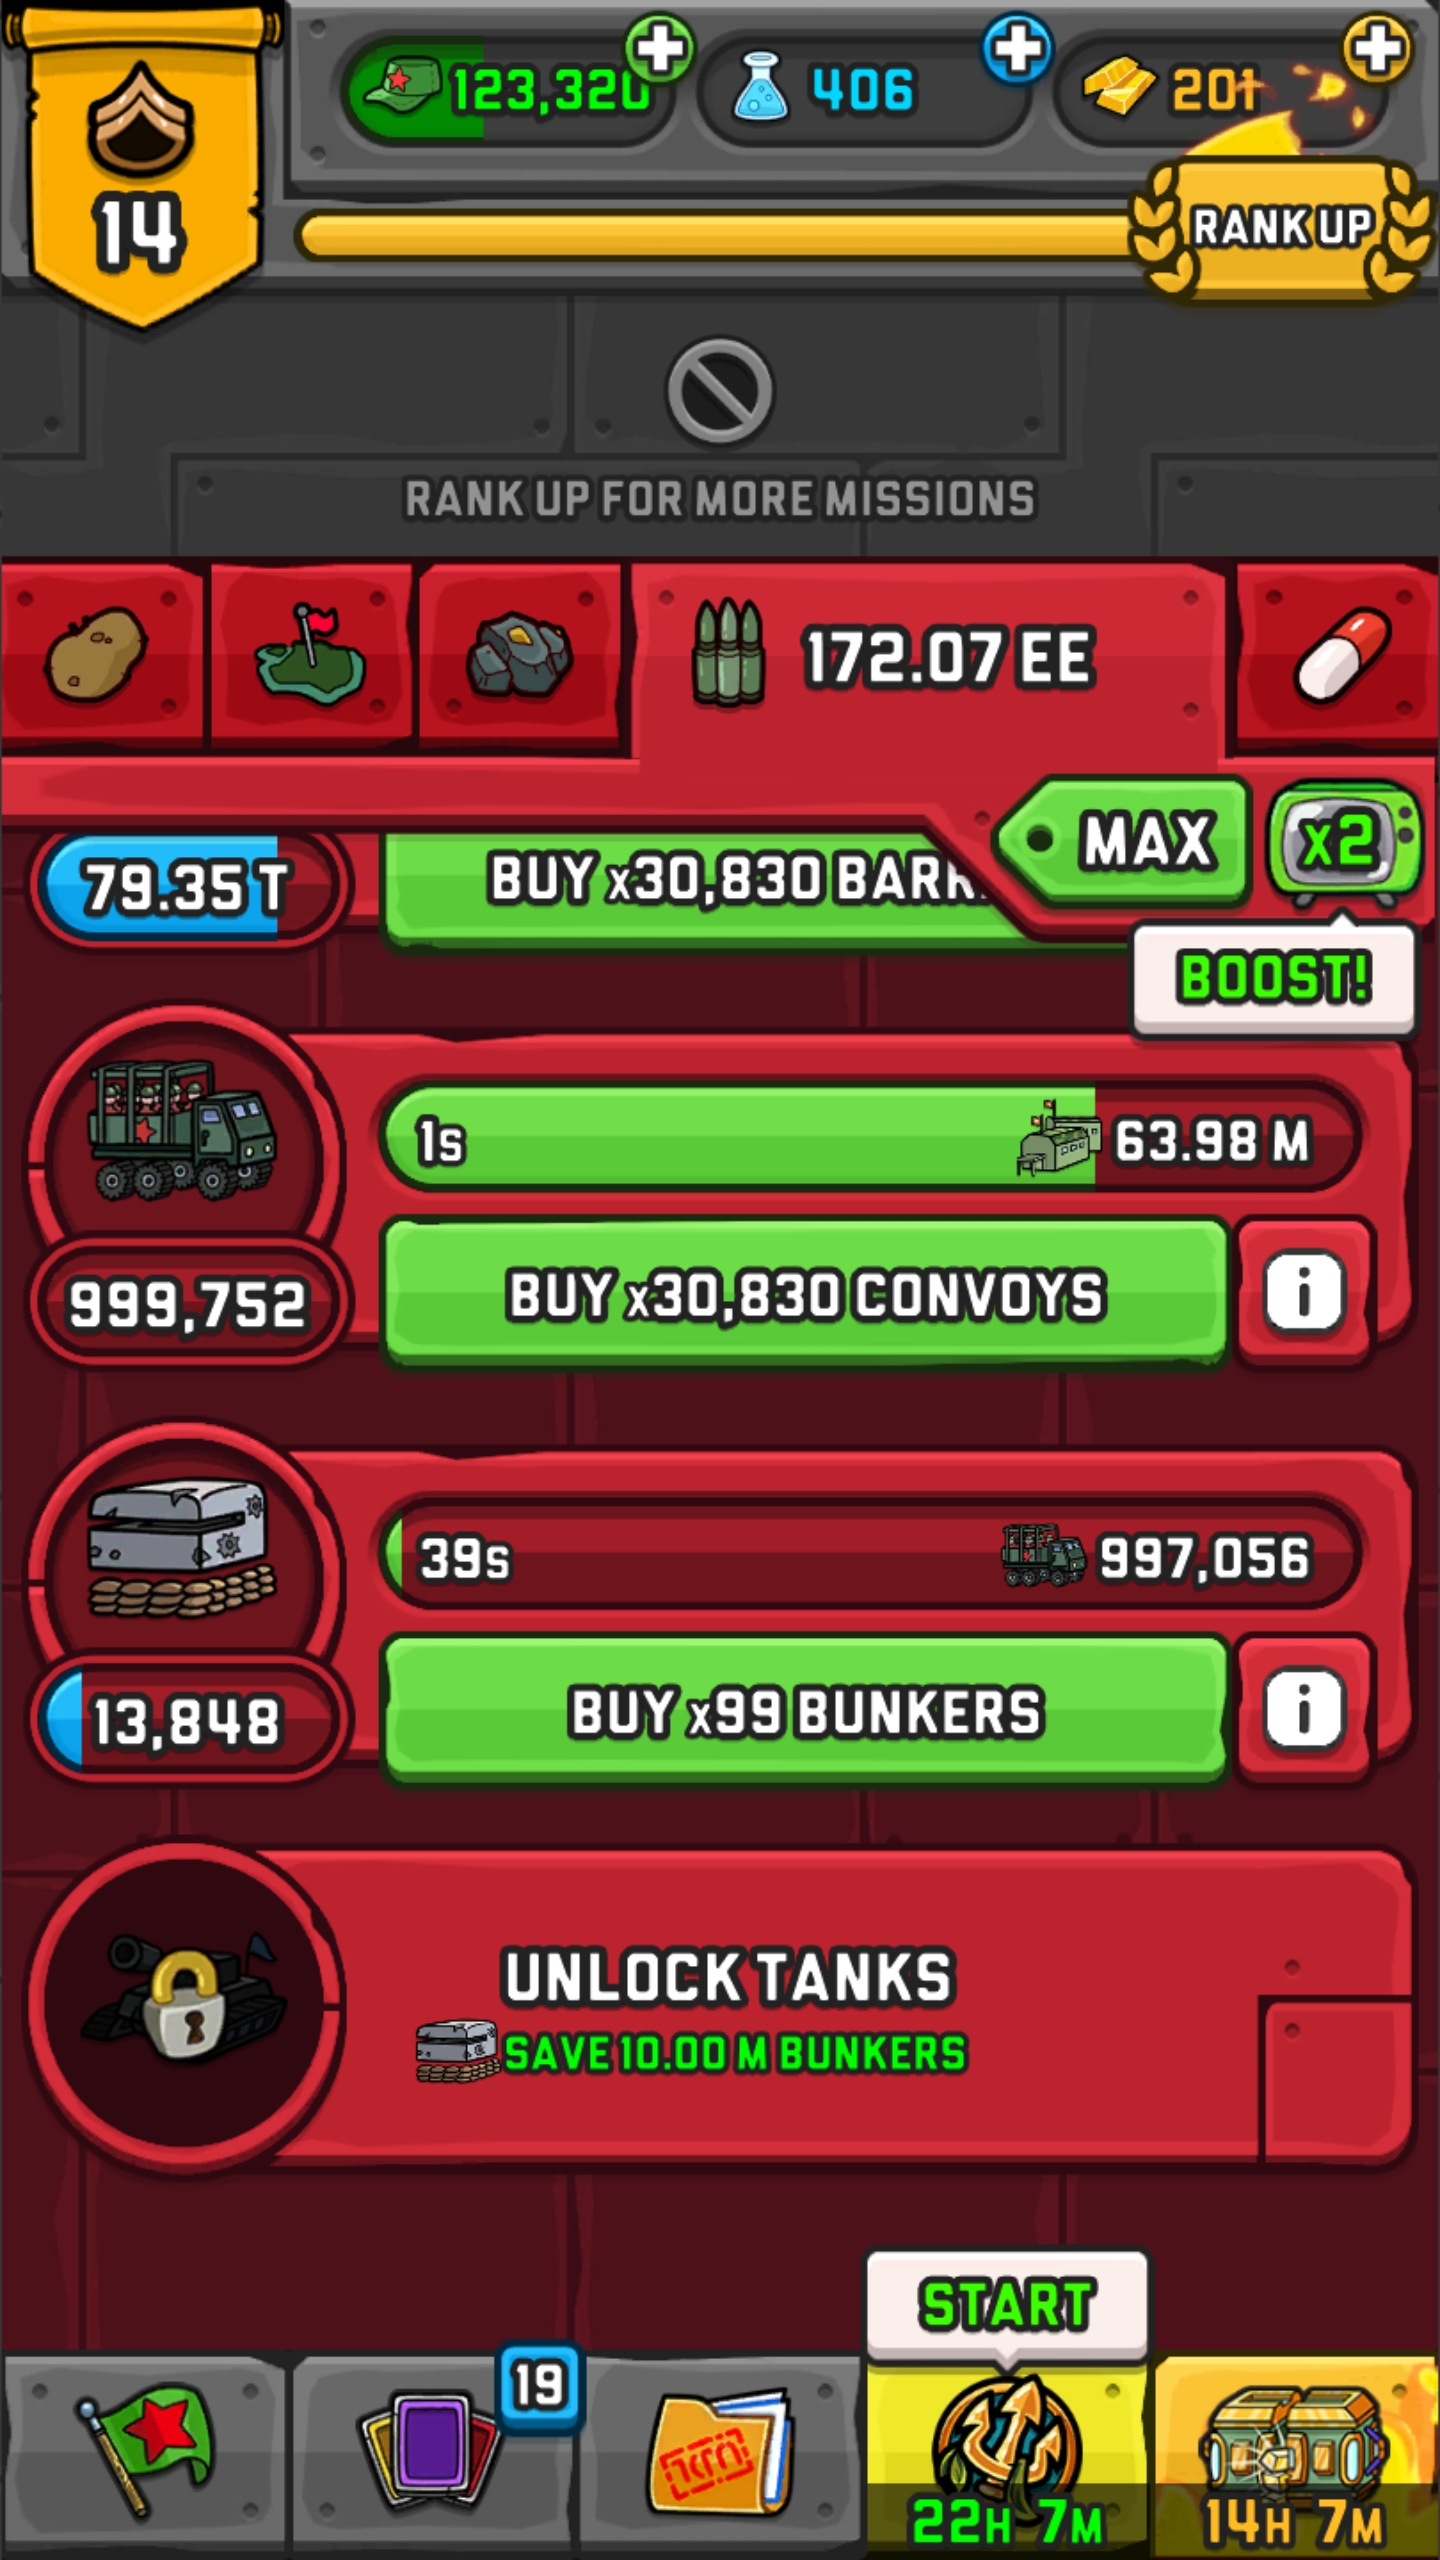 14
123,320
406
201
RANK UP
RANK UP FOR MORE MISSIONS
172.07 EE
MAX
x2
79.35 T
BUY x30,830
BOOST!
1s
63.98 M
999,752
BUY x30,830 CONVOYS
i
39s
997,056
13,848
BUY x99 BUNKERS
i
UNLOCK TANKS
SAVE 10.00 M BUNKERS
START
19
22H 7M
14H 7M